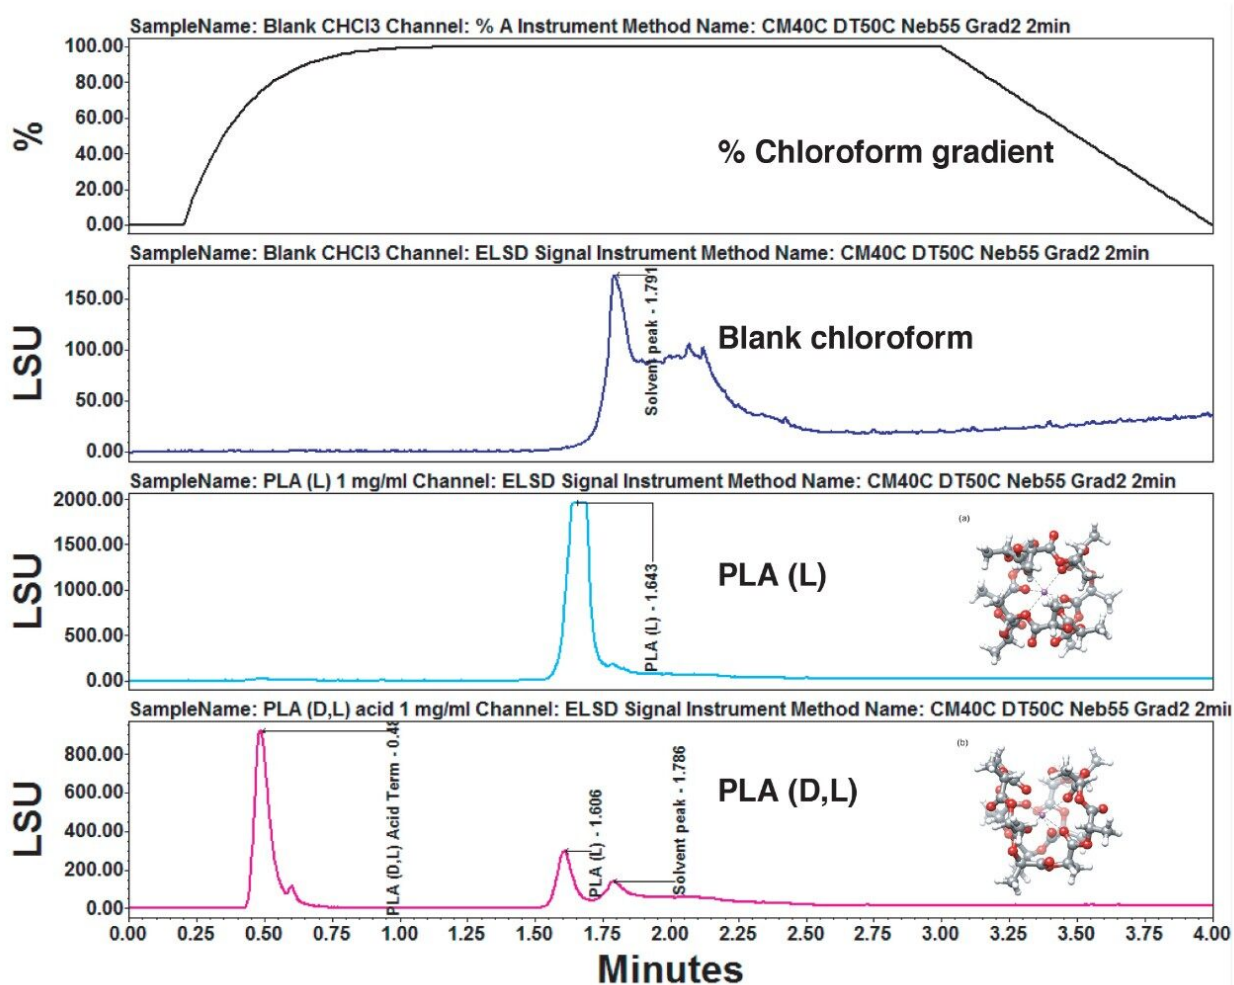 SampleName: Blank CHCl3 Channel: % A Instrument Method Name: CM40C DT50C Neb55 Grad2 2min
100.00
80.00
60.00
40.00
20.00
0.00
%
% Chloroform gradient
SampleName: Blank CHCl3 Channel: ELSD Signal Instrument Method Name: CM40C DT50C Neb55 Grad2 2min
150.00
100.00
50.00
0.00
LSU
Solvent peak - 1.791
Blank chloroform
SampleName: PLA (L) 1 mg/ml Channel: ELSD Signal Instrument Method Name: CM40C DT50C Neb55 Grad2 2min
2000.00
1500.00
1000.00
500.00
0.00
LSU
PLA (L) - 1.643
PLA (L)
(a)
SampleName: PLA (D,L) acid 1 mg/ml Channel: ELSD Signal Instrument Method Name: CM40C DT50C Neb55 Grad2 2min
800.00
600.00
400.00
200.00
0.00
LSU
PLA (D,L) Acid Term - 0.48
PLA (L) - 1.606
Solvent peak - 1.786
PLA (D,L)
(b)
0.00 0.25 0.50 0.75 1.00 1.25 1.50 1.75 2.00 2.25 2.50 2.75 3.00 3.25 3.50 3.75 4.00
Minutes